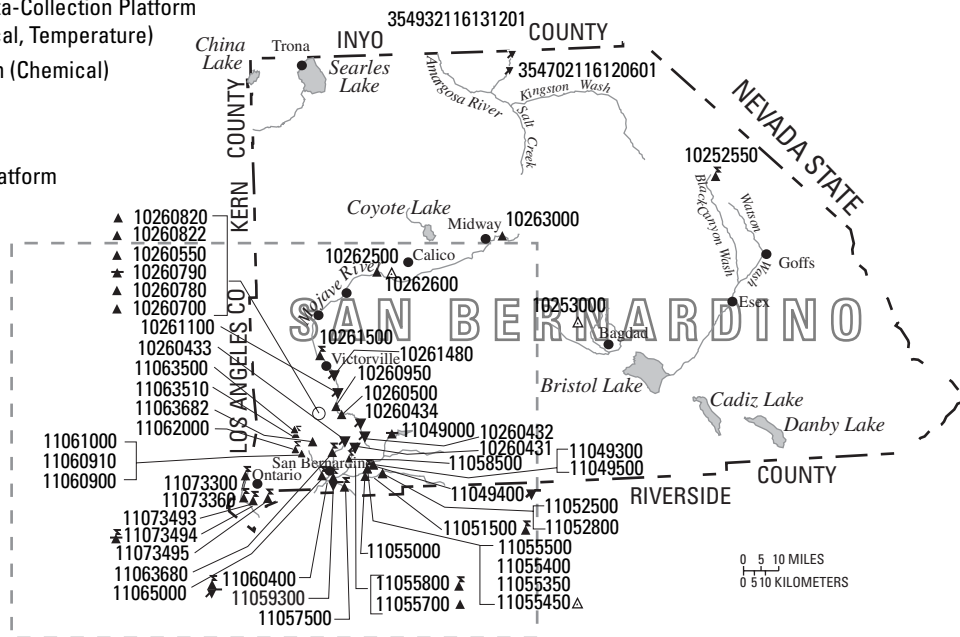 ta-Collection Platform
cal, Temperature)
n (Chemical)
atform
354932116131201
INYO COUNTY
China Lake
Trona
Searles Lake
354702116120601
Amargosa River
Kingston Wash
Salt Creek
KERN COUNTY
NEVADA STATE
10252550
Black Canyon Wash
Watson Wash
Goffs
Essex
10260820
10260822
10260550
10260790
10260780
10260700
10261100
10260433
11063500
11063510
11063682
11062000
LOS ANGELES CO
Coyote Lake
Midway
10263000
Calico
10262500
10262600
Mojave River
SAN BERNARDINO
10253000
Bagdad
Bristol Lake
Cadiz Lake
Danby Lake
10261500
Victorville
10261480
10260950
10260500
10260434
11049000
10260432
10260431
11058500
11049300
11049500
11049400
11061000
11060910
11060900
San Bernardino
Ontario
11073300
11073360
11073493
11073494
11073495
11063680
11065000
11060400
11059300
11057500
11055000
11055800
11055700
11051500
11052500
11052800
11055500
11055400
11055350
11055450
RIVERSIDE COUNTY
0 5 10 MILES
0 5 10 KILOMETERS